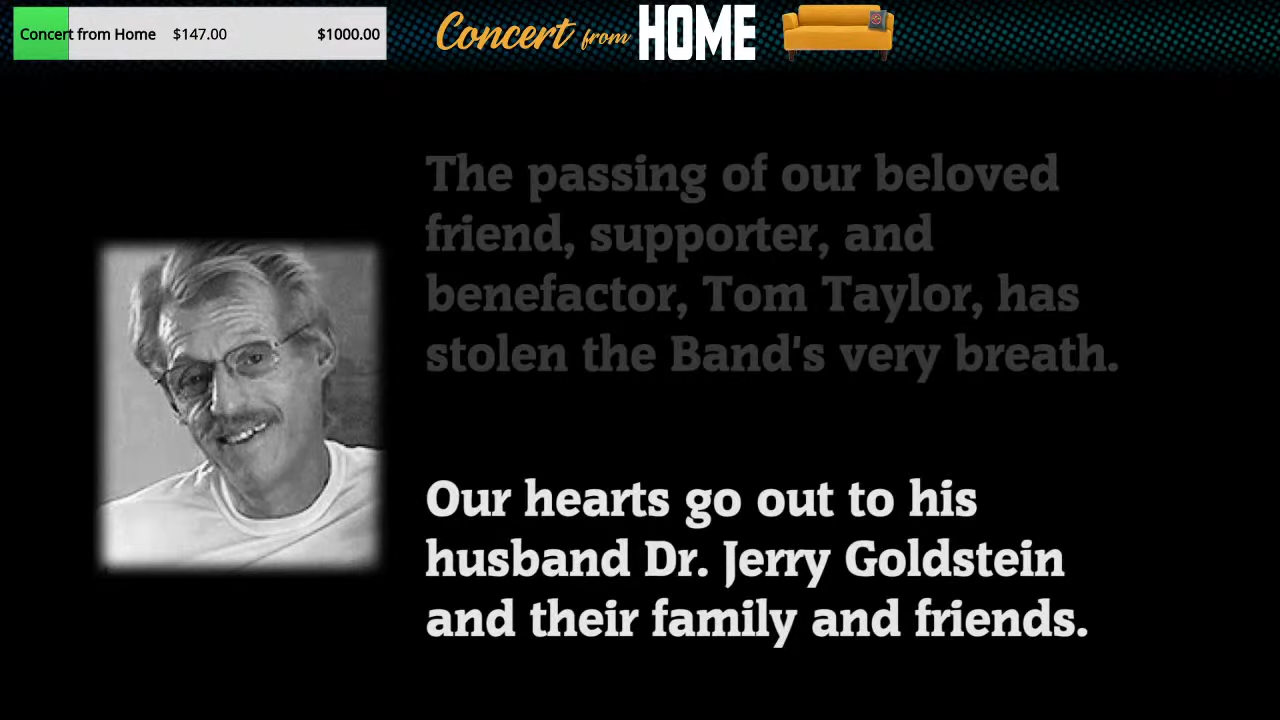 Concert from Home $147.00 $1000.00
Concert from HOME
The passing of our beloved
friend, supporter, and
benefactor, Tom Taylor, has
stolen the Band's very breath.
Our hearts go out to his
husband Dr. Jerry Goldstein
and their family and friends.